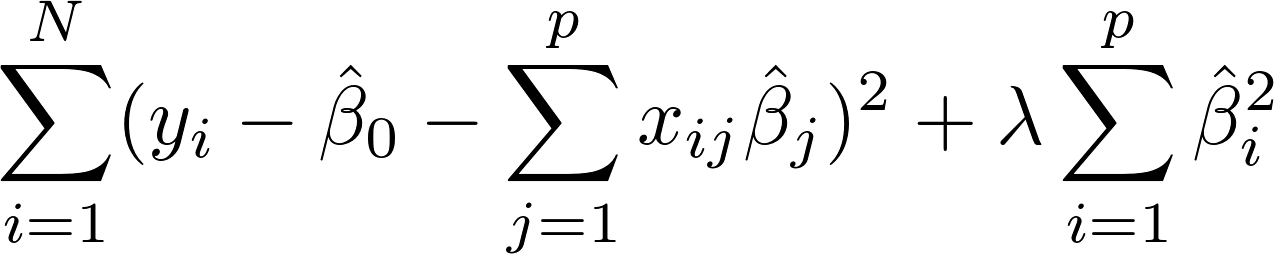 \sum_{i=1}^{N} (y_i - \hat{\beta}_0 - \sum_{j=1}^{p} x_{ij} \hat{\beta}_j)^2 + \lambda \sum_{i=1}^{p} \hat{\beta}_i^2